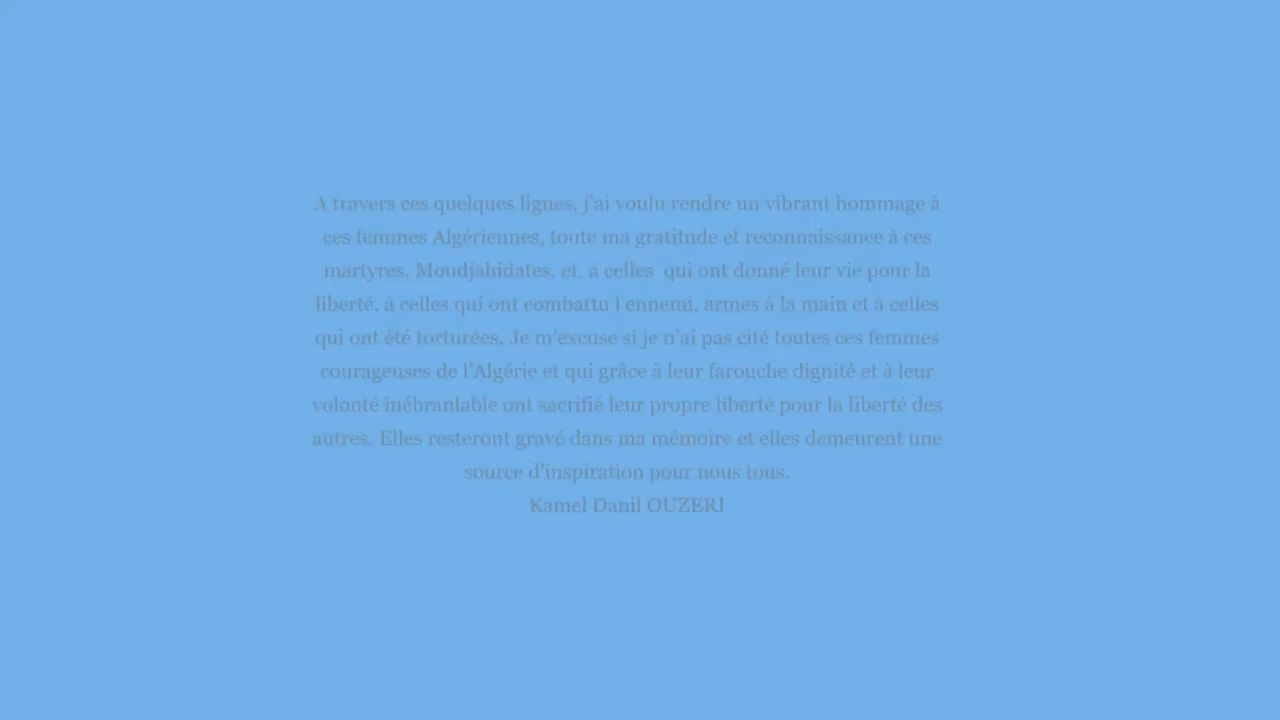 A travers ces quelques lignes, j'ai voulu rendre un vibrant hommage à
ces femmes Algériennes, toute ma gratitude et reconnaissance à ces
martyres, Moudjahidates, et, à celles qui ont donné leur vie pour la
liberté, à celles qui ont combattu l ennemi, armes à la main et à celles
qui ont été torturées. Je m'excuse si je n'ai pas cité toutes ces femmes
courageuses de l'Algérie et qui grâce à leur farouche dignité et à leur
volonté inébranlable ont sacrifié leur propre liberté pour la liberté des
autres. Elles resteront gravé dans ma mémoire et elles demeurent une
source d'inspiration pour nous tous.
Kamel Danil OUZERI